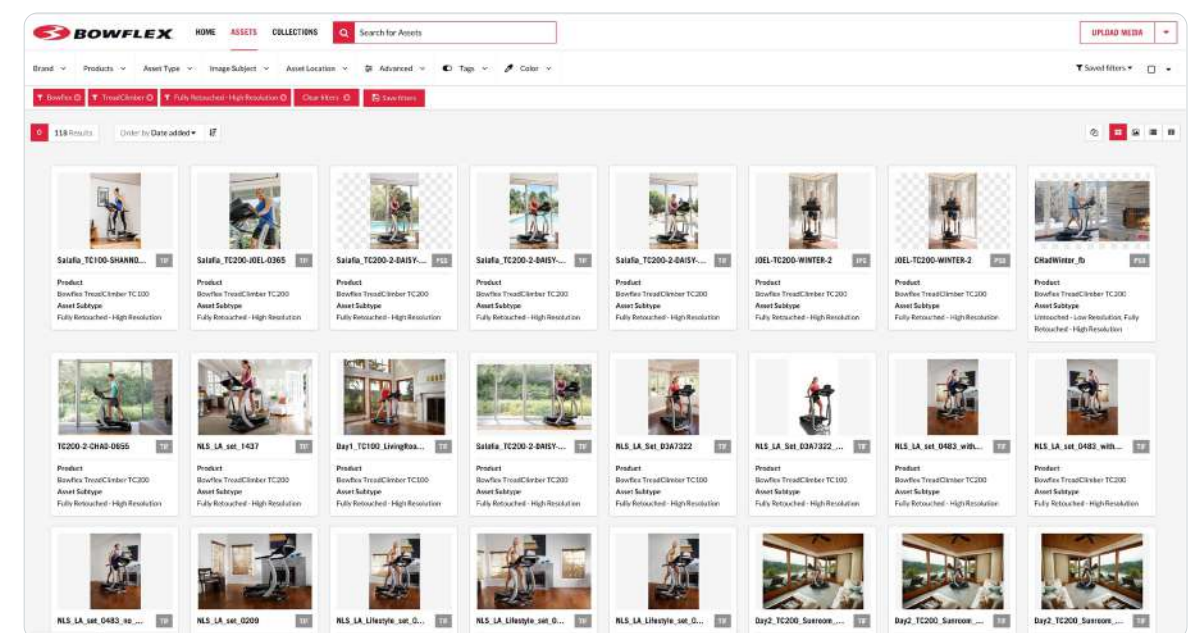 BOWFLEX HOME ASSETS COLLECTIONS Search for Assets UPLOAD MEDIA
Brand Products Asset Type Image Subject Asset Location Advanced Tags Color Saved filters
Bowflex TreadClimber Fully Retouched - High Resolution Clear filters Save filters
0 118 Results Order by Date added
Salafia_TC100-SHANNO... TIF Salafia_TC200-JOEL-0365 TIF Salafia_TC200-2-DAISY-... PSD Salafia_TC200-2-DAISY-... TIF Salafia_TC200-2-DAISY-... TIF JOEL-TC200-WINTER-2 JOEL-TC200-WINTER-2 PSD CHadWinter_fb PSD
Product Product Product Product Product Product Product Product
Bowflex TreadClimber TC100 Bowflex TreadClimber TC200 Bowflex TreadClimber TC200 Bowflex TreadClimber TC200 Bowflex TreadClimber TC200 Bowflex TreadClimber TC200 Bowflex TreadClimber TC200 Bowflex TreadClimber TC200
Asset Subtype Asset Subtype Asset Subtype Asset Subtype Asset Subtype Asset Subtype Asset Subtype Asset Subtype
Fully Retouched - High Resolution Fully Retouched - High Resolution Fully Retouched - High Resolution Fully Retouched - High Resolution Fully Retouched - High Resolution Fully Retouched - High Resolution Fully Retouched - High Resolution Untouched - Low Resolution, Fully
Retouched - High Resolution
TC200-2-CHAD-0655 TIF NLS_LA_set_1437 TIF Day1_TC100_LivingRoo... TIF Salafia_TC200-2-DAISY-... TIF NLS_LA_Set_D3A7322 TIF NLS_LA_Set_D3A7322_... TIF NLS_LA_set_0483_with... TIF NLS_LA_set_0483_with... TIF
Product Product Product Product Product Product Product Product
Bowflex TreadClimber TC200 Bowflex TreadClimber TC200 Bowflex TreadClimber TC100 Bowflex TreadClimber TC200 Bowflex TreadClimber TC100 Bowflex TreadClimber TC100 Bowflex TreadClimber TC200 Bowflex TreadClimber TC200
Asset Subtype Asset Subtype Asset Subtype Asset Subtype Asset Subtype Asset Subtype Asset Subtype Asset Subtype
Fully Retouched - High Resolution Fully Retouched - High Resolution Fully Retouched - High Resolution Fully Retouched - High Resolution Fully Retouched - High Resolution Fully Retouched - High Resolution Fully Retouched - High Resolution Fully Retouched - High Resolution
NLS_LA_set_0483_no_... TIF NLS_LA_set_0209 TIF NLS_LA_Lifestyle_set_0... TIF NLS_LA_Lifestyle_set_0... TIF NLS_LA_Lifestyle_set_0... TIF Day2_TC200_Sunroom_... TIF Day2_TC200_Sunroom_... TIF Day2_TC200_Sunroom_... TIF